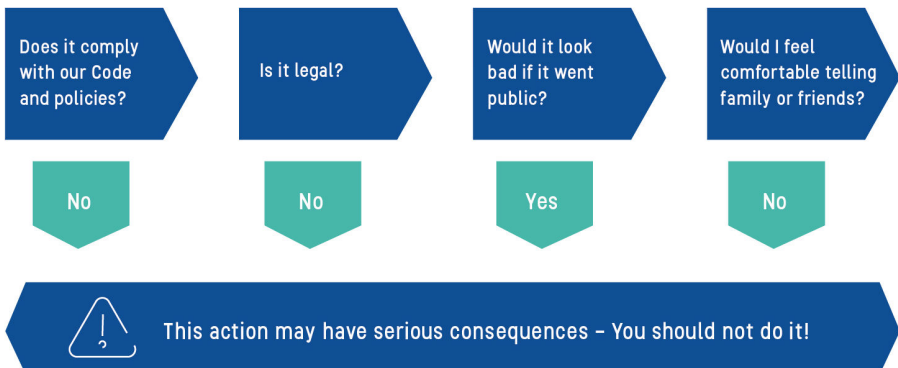 Does it comply
with our Code
and policies?
Is it legal?
Would it look
bad if it went
public?
Would I feel
comfortable telling
family or friends?
No
No
Yes
No
!
?
This action may have serious consequences – You should not do it!